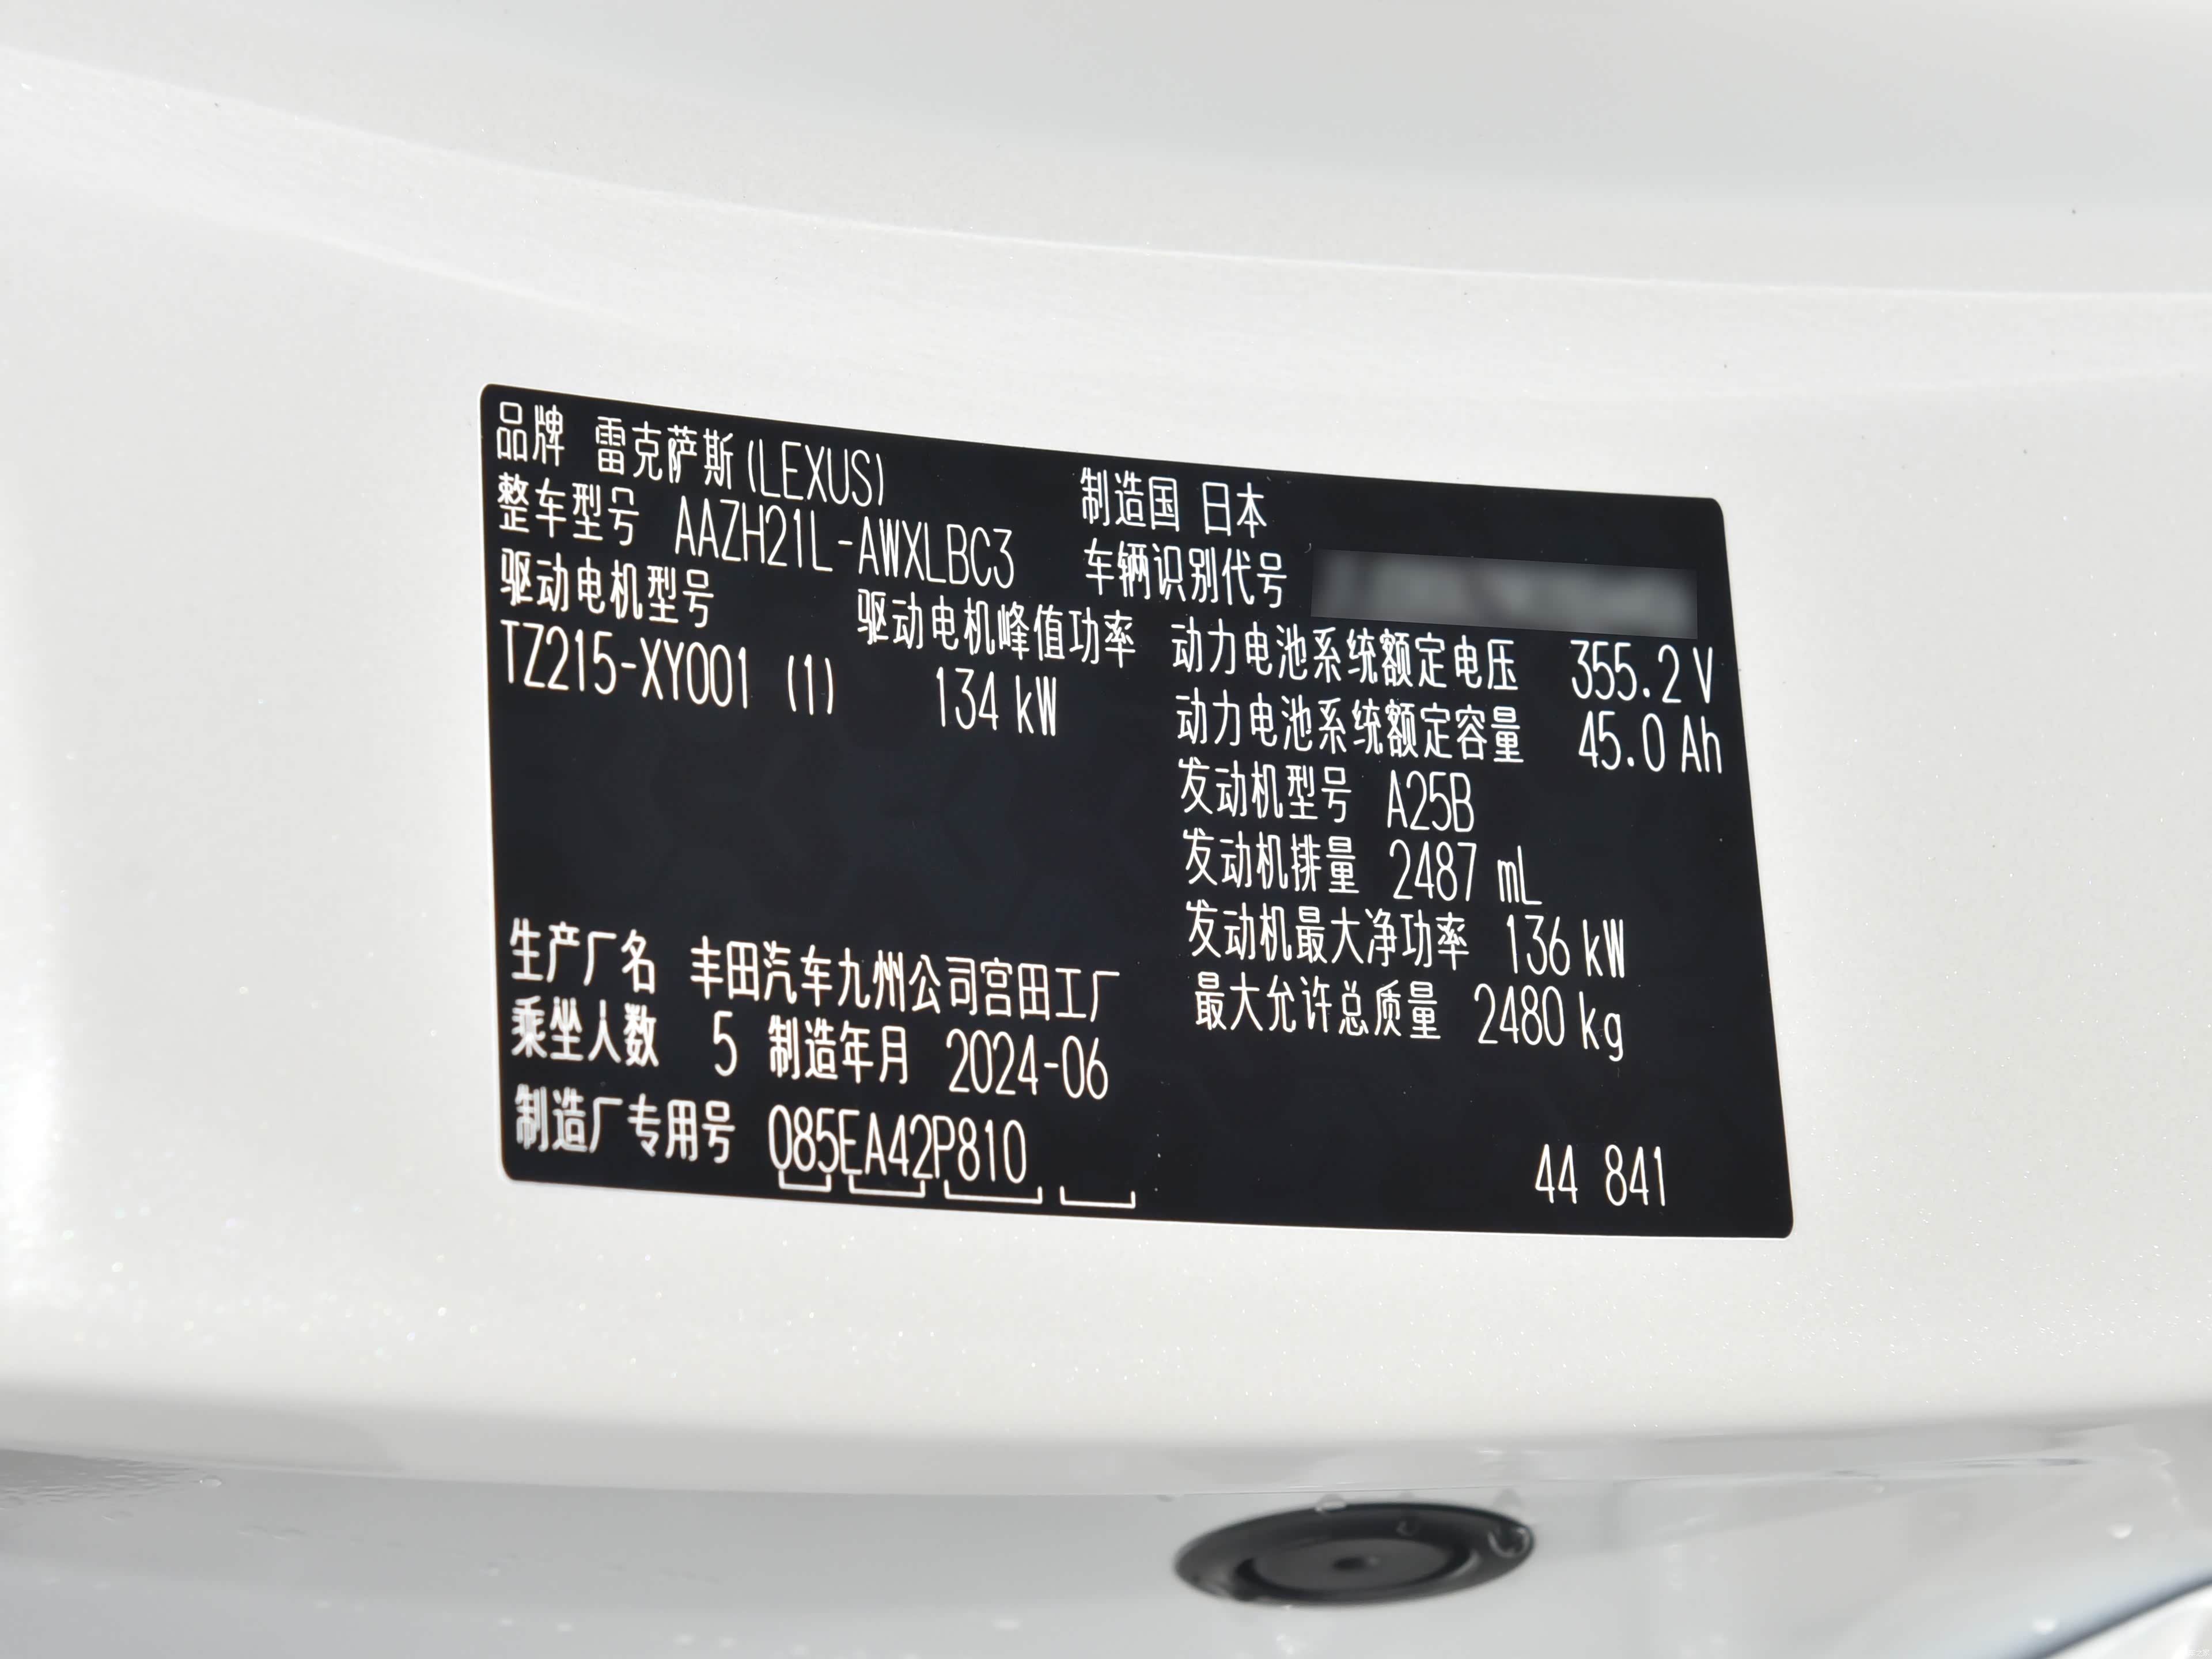 品牌 雷克萨斯(LEXUS)
制造国 日本
整车型号 AAZH21L-AWXLBC3
车辆识别代号
驱动电机型号
驱动电机峰值功率
TZ215-XY001 (1)
134 kW
动力电池系统额定电压 355.2 V
动力电池系统额定容量 45.0 Ah
发动机型号 A25B
发动机排量 2487 mL
发动机最大净功率 136 kW
最大允许总质量 2480 kg
生产厂名 丰田汽车九州公司宫田工厂
乘坐人数 5 制造年月 2024-06
制造厂专用号 085EA42P810
44 841